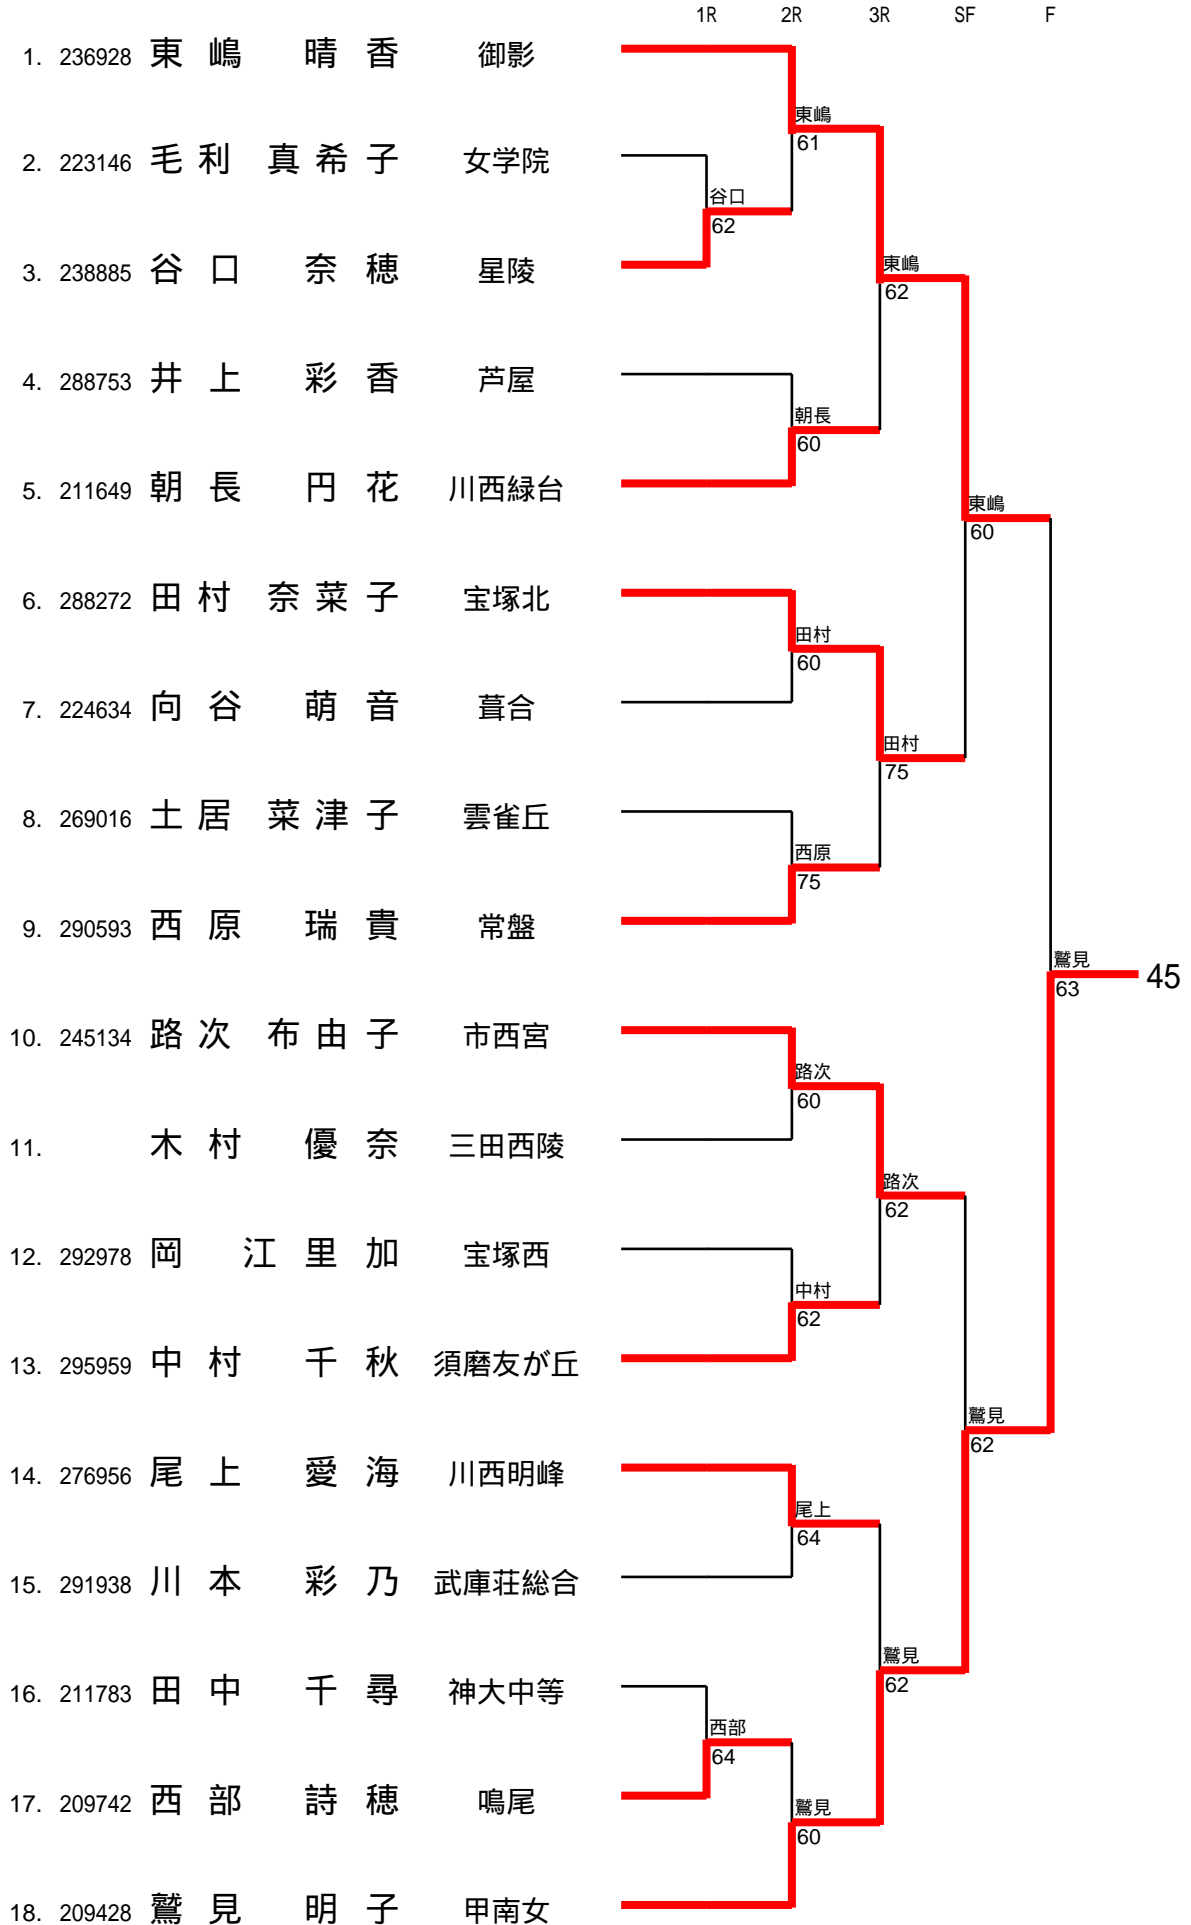 1R 2R 3R SF F
1. 236928 東嶋 晴香 御影
東嶋
61
2. 223146 毛利 真希子 女学院
谷口
62
3. 238885 谷口 奈穂 星陵
東嶋
62
4. 288753 井上 彩香 芦屋
朝長
60
5. 211649 朝長 円花 川西緑台
東嶋
60
6. 288272 田村 奈菜子 宝塚北
田村
60
7. 224634 向谷 萌音 葺合
田村
75
8. 269016 土居 菜津子 雲雀丘
西原
75
9. 290593 西原 瑞貴 常盤
鷲見
63
45
10. 245134 路次 布由子 市西宮
路次
60
11. 木村 優奈 三田西陵
路次
62
12. 292978 岡 江里加 宝塚西
中村
62
13. 295959 中村 千秋 須磨友が丘
鷲見
62
14. 276956 尾上 愛海 川西明峰
尾上
64
15. 291938 川本 彩乃 武庫荘総合
鷲見
62
16. 211783 田中 千尋 神大中等
西部
64
17. 209742 西部 詩穂 鳴尾
鷲見
60
18. 209428 鷲見 明子 甲南女